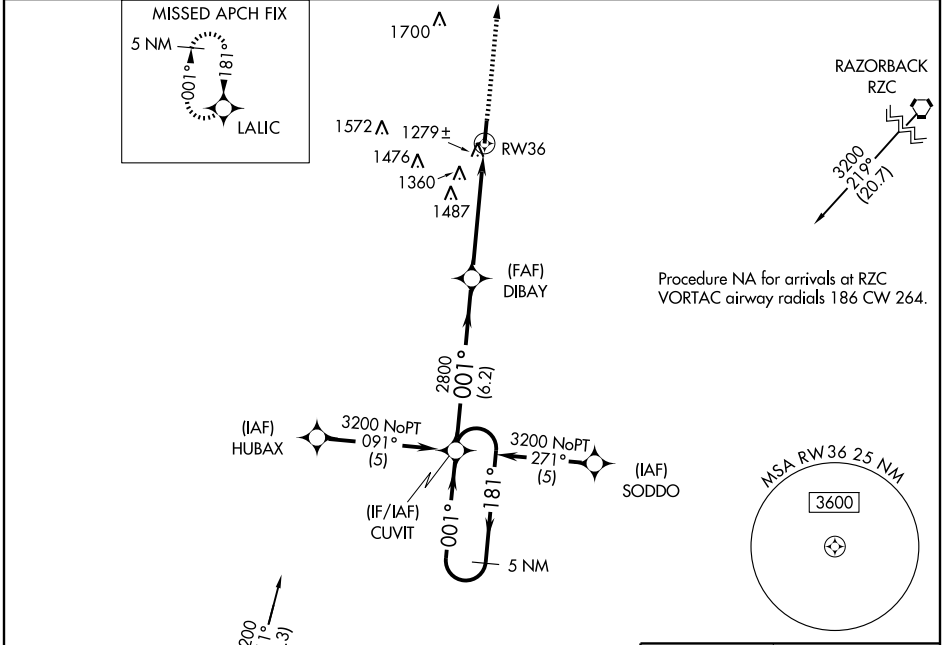 MISSED APCH FIX
5 NM
001°
181°
LALIC
1700
1572
1279±
1476
1360
1487
RW36
RAZORBACK
RZC
3200
219°
(20.7)
(FAF)
DIBAY
Procedure NA for arrivals at RZC
VORTAC airway radials 186 CW 264.
2800
001°
(6.2)
(IAF)
HUBAX
3200 NoPT
091°
(5)
3200 NoPT
271°
(5)
(IAF)
SODDO
(IF/IAF)
CUVIT
001°
181°
5 NM
MSA RW36 25 NM
3600